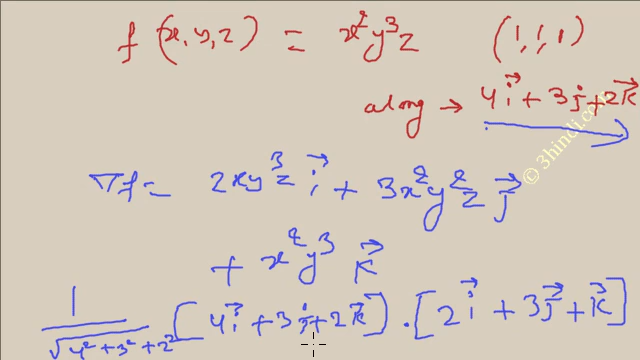 f(x,y,z) = x²y³z (1,1,1)
along → 4i⃗ + 3j⃗ + 2k⃗
© 3hindi.com
∇f = 2xy³z i⃗ + 3x²y²z j⃗
+ x²y³ k⃗
1/√(4²+3²+2²) [4i⃗ + 3j⃗ + 2k⃗] · [2i⃗ + 3j⃗ + k⃗]